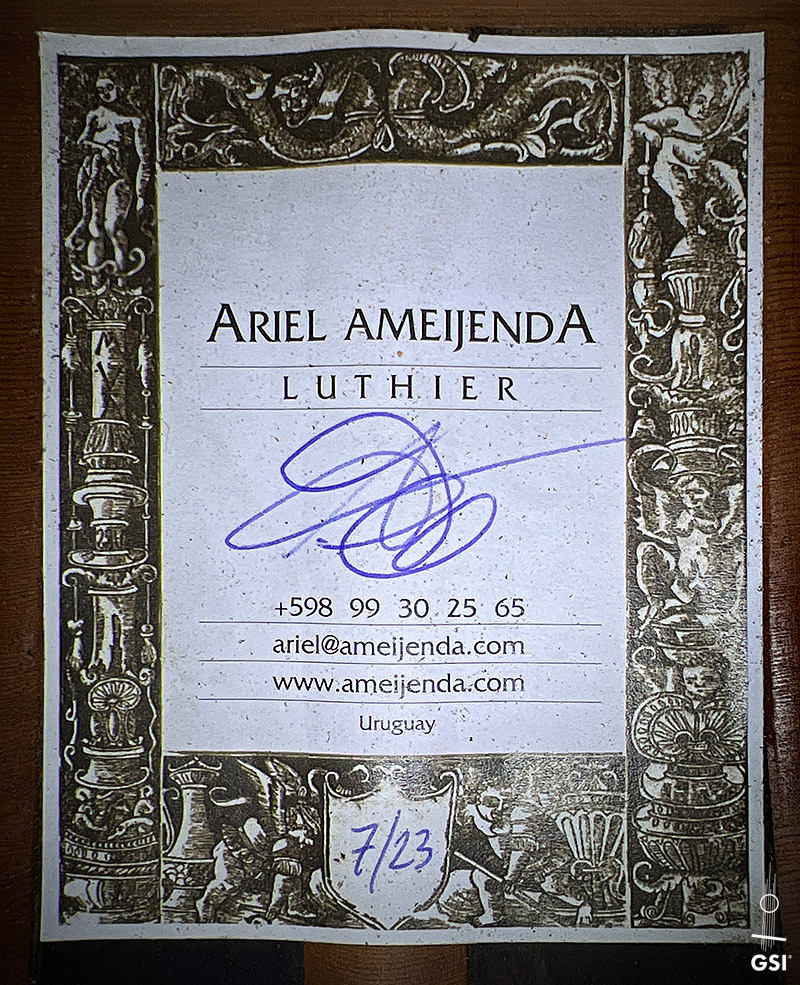 ARIEL AMEIJENDA
LUTHIER
+598 99 30 25 65
ariel@ameijenda.com
www.ameijenda.com
Uruguay
7/23
GSI